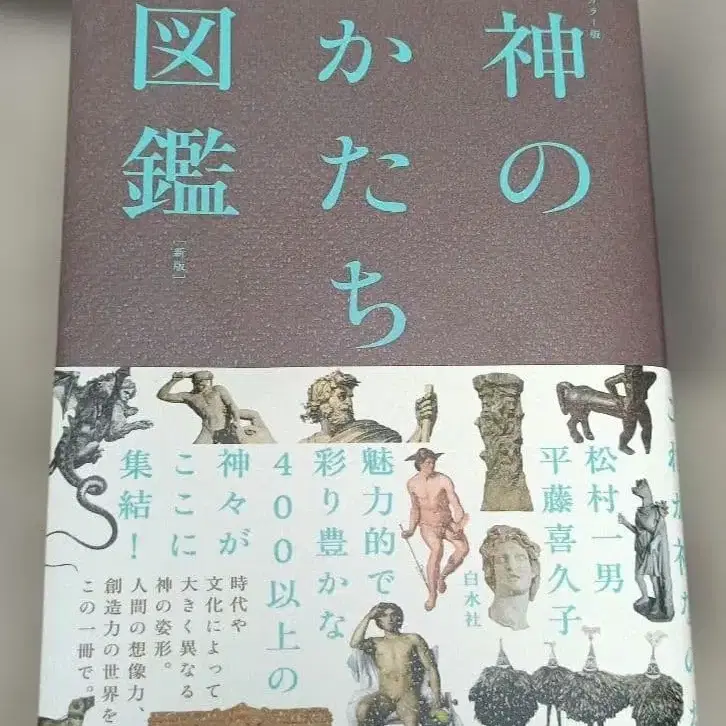 カラー版
神の
かたち
図鑑
[新版]
松村一男
平藤喜久子
白水社
魅力的で
彩り豊かな
400以上の
神々が
ここに
集結!
時代や
文化によって
大きく異なる
神の姿形。
人間の想像力、
創造力の世界を
この一冊で。